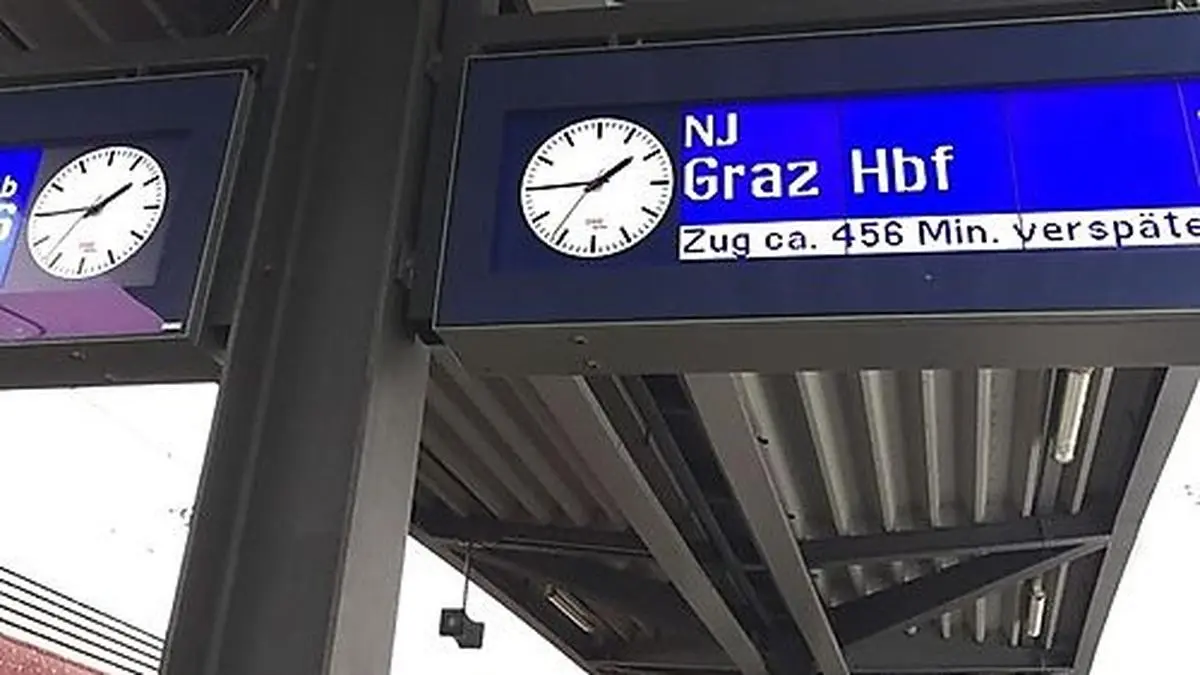 b
NJ
Graz Hbf
Zug ca. 456 Min. verspäte